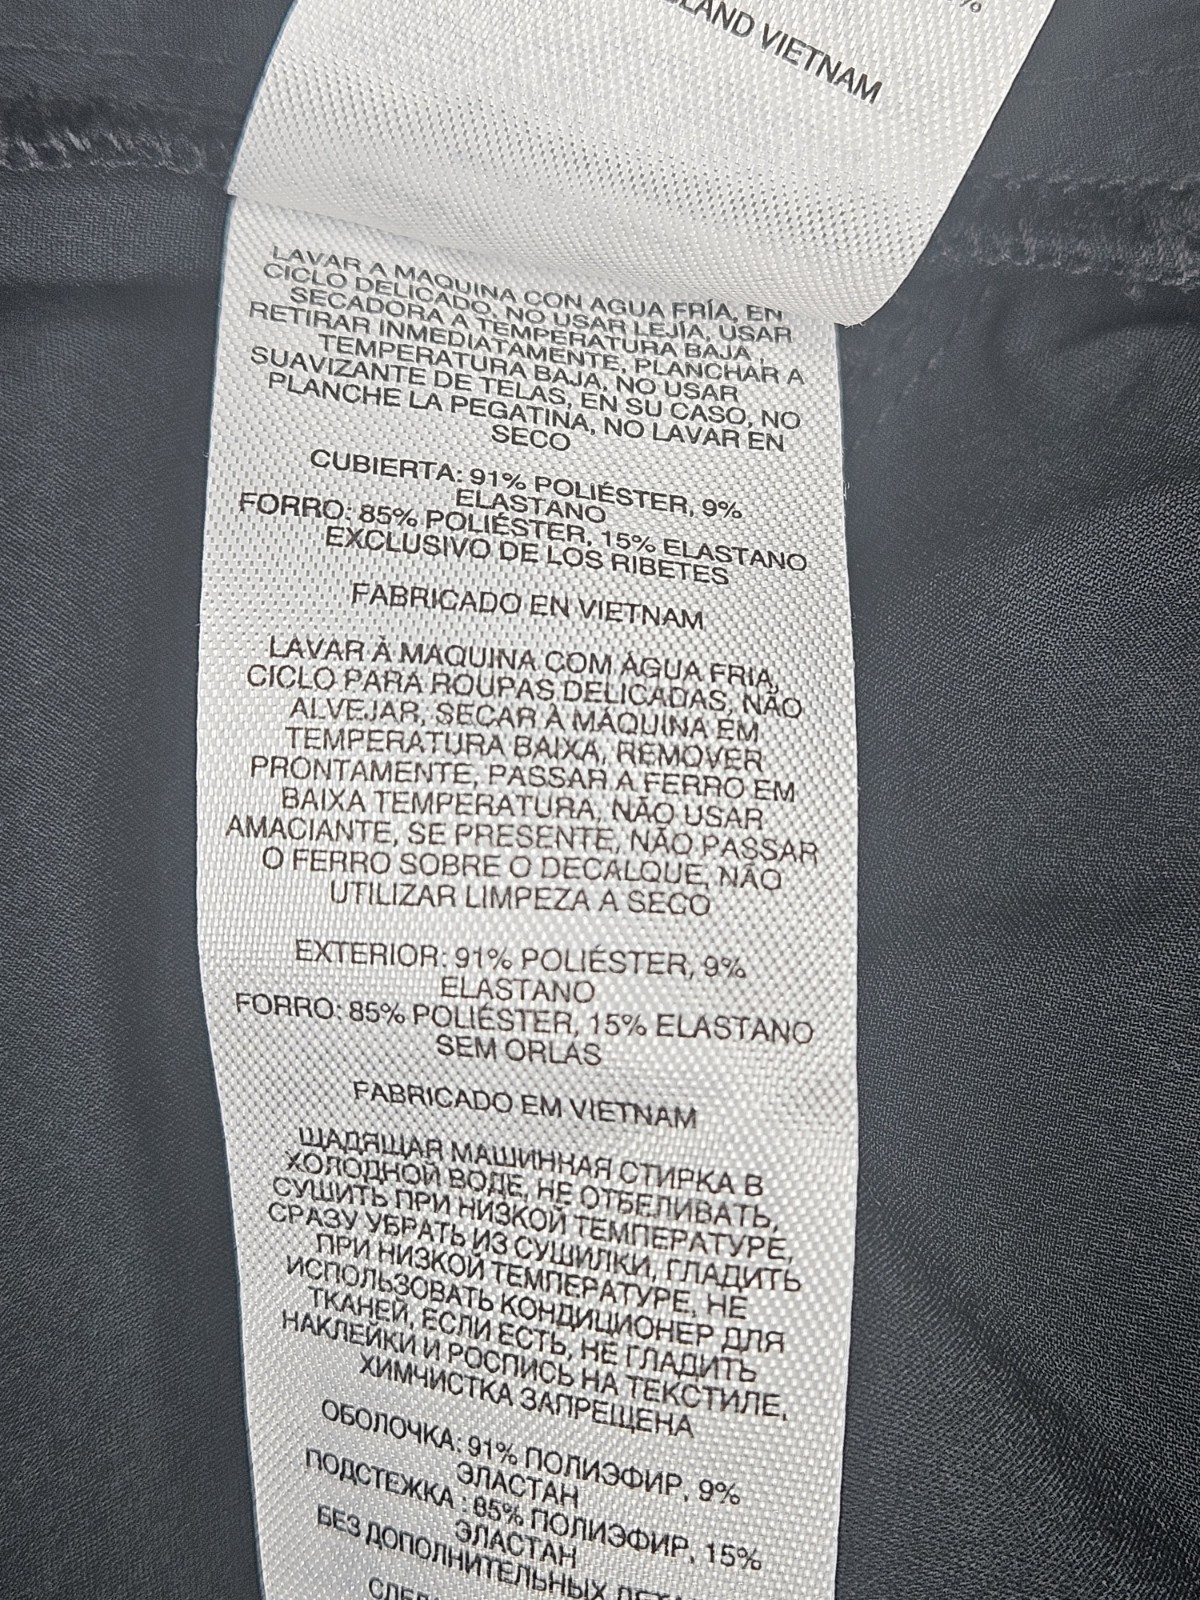 LAND VIETNAM
LAVAR A MAQUINA CON AGUA FRÍA, EN
CICLO DELICADO, NO USAR LEJÍA, USAR
SECADORA A TEMPERATURA BAJA,
RETIRAR INMEDIATAMENTE, PLANCHAR A
TEMPERATURA BAJA, NO USAR
SUAVIZANTE DE TELAS, EN SU CASO, NO
PLANCHE LA PEGATINA, NO LAVAR EN
SECO
CUBIERTA: 91% POLIÉSTER, 9%
ELASTANO
FORRO: 85% POLIÉSTER, 15% ELASTANO
EXCLUSIVO DE LOS RIBETES
FABRICADO EN VIETNAM
LAVAR À MAQUINA COM ÁGUA FRIA,
CICLO PARA ROUPAS DELICADAS, NÃO
ALVEJAR, SECAR À MÁQUINA EM
TEMPERATURA BAIXA, REMOVER
PRONTAMENTE, PASSAR A FERRO EM
BAIXA TEMPERATURA, NÃO USAR
AMACIANTE, SE PRESENTE, NÃO PASSAR
O FERRO SOBRE O DECALQUE, NÃO
UTILIZAR LIMPEZA A SECO
EXTERIOR: 91% POLIÉSTER, 9%
ELASTANO
FORRO: 85% POLIÉSTER, 15% ELASTANO
SEM ORLAS
FABRICADO EM VIETNAM
ЩАДЯЩАЯ МАШИННАЯ СТИРКА В
ХОЛОДНОЙ ВОДЕ, НЕ ОТБЕЛИВАТЬ,
СУШИТЬ ПРИ НИЗКОЙ ТЕМПЕРАТУРЕ,
СРАЗУ УБРАТЬ ИЗ СУШИЛКИ, ГЛАДИТЬ
ПРИ НИЗКОЙ ТЕМПЕРАТУРЕ, НЕ
ИСПОЛЬЗОВАТЬ КОНДИЦИОНЕР ДЛЯ
ТКАНЕЙ, ЕСЛИ ЕСТЬ, НЕ ГЛАДИТЬ
НАКЛЕЙКИ И РОСПИСЬ НА ТЕКСТИЛЕ,
ХИМЧИСТКА ЗАПРЕЩЕНА
ОБОЛОЧКА: 91% ПОЛИЭФИР, 9%
ЭЛАСТАН
ПОДСТЕЖКА : 85% ПОЛИЭФИР, 15%
ЭЛАСТАН
БЕЗ ДОПОЛНИТЕЛЬНЫХ